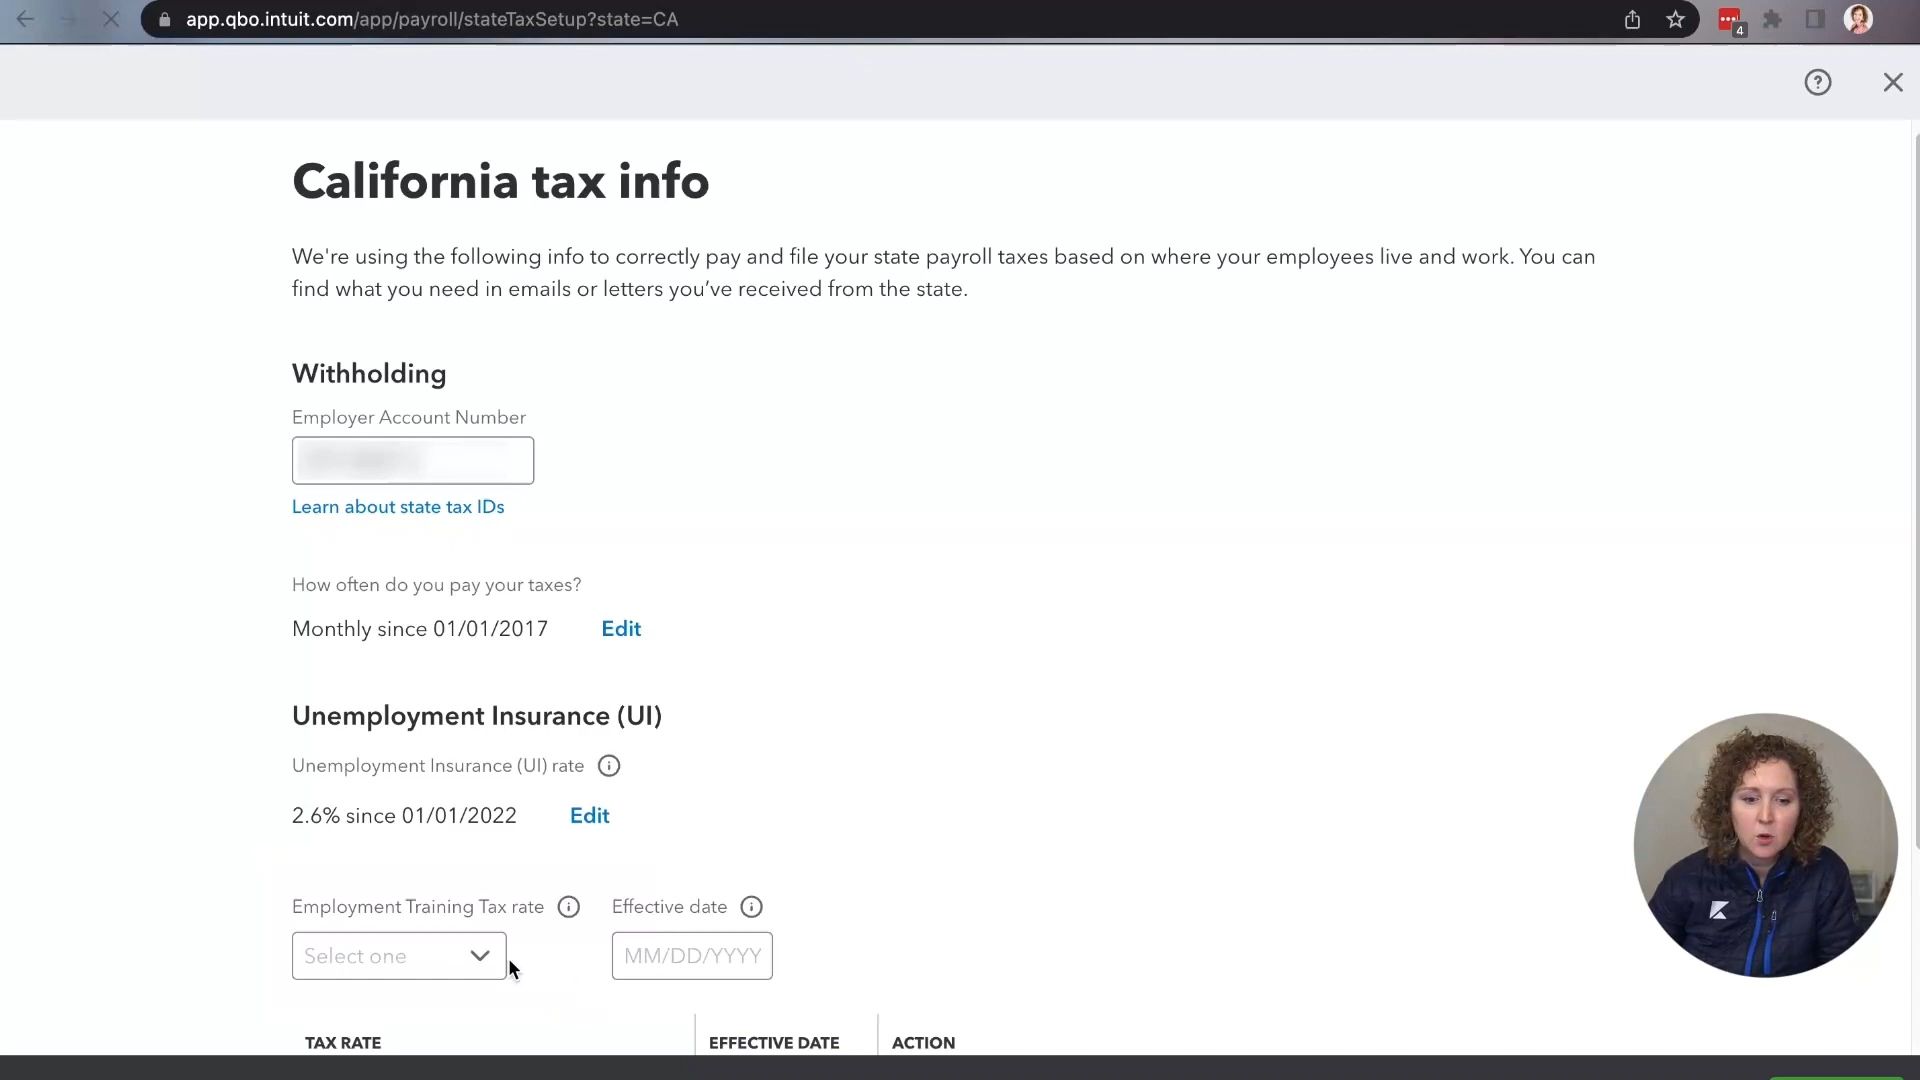 app.qbo.intuit.com/app/payroll/stateTaxSetup?state=CA
4
California tax info
We're using the following info to correctly pay and file your state payroll taxes based on where your employees live and work. You can
find what you need in emails or letters you've received from the state.
Withholding
Employer Account Number
Learn about state tax IDs
How often do you pay your taxes?
Monthly since 01/01/2017 Edit
Unemployment Insurance (UI)
Unemployment Insurance (UI) rate
2.6% since 01/01/2022 Edit
Employment Training Tax rate Effective date
Select one MM/DD/YYYY
TAX RATE EFFECTIVE DATE ACTION